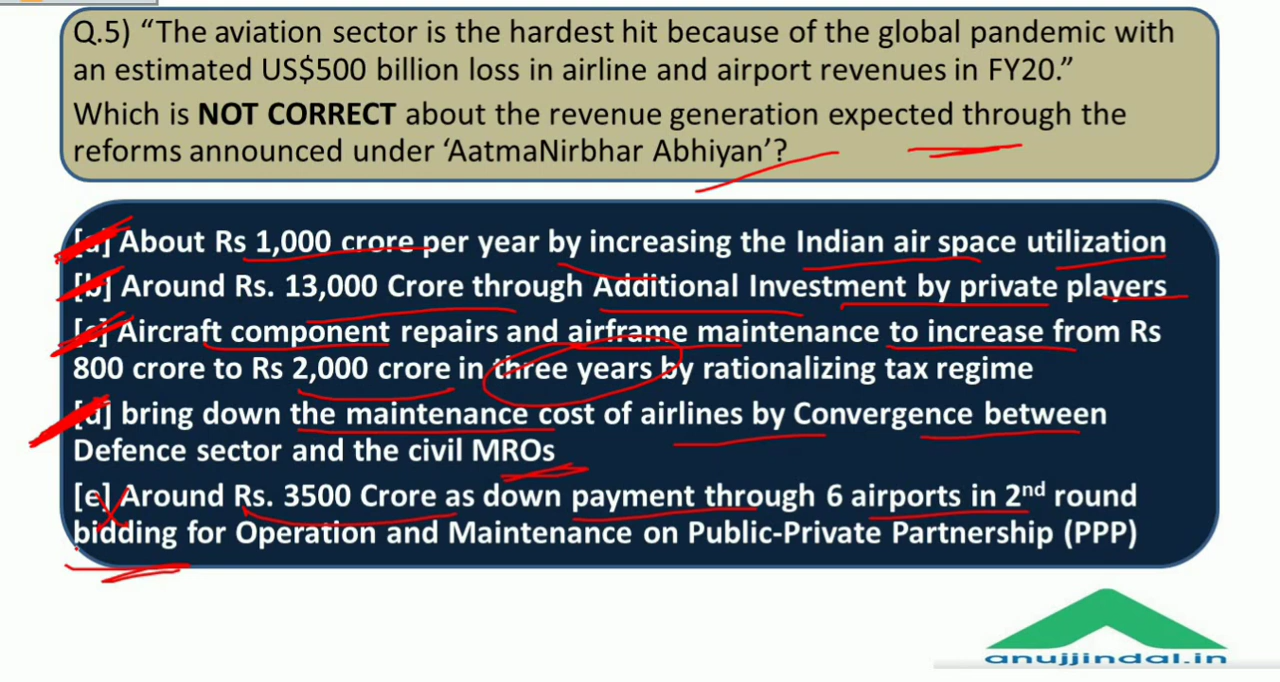 Q.5) “The aviation sector is the hardest hit because of the global pandemic with
an estimated US$500 billion loss in airline and airport revenues in FY20.”
Which is NOT CORRECT about the revenue generation expected through the
reforms announced under ‘AatmaNirbhar Abhiyan’?
[a] About Rs 1,000 crore per year by increasing the Indian air space utilization
[b] Around Rs. 13,000 Crore through Additional Investment by private players
[c] Aircraft component repairs and airframe maintenance to increase from Rs
800 crore to Rs 2,000 crore in three years by rationalizing tax regime
[d] bring down the maintenance cost of airlines by Convergence between
Defence sector and the civil MROs
[e] Around Rs. 3500 Crore as down payment through 6 airports in 2nd round
bidding for Operation and Maintenance on Public-Private Partnership (PPP)
anujjindal.in